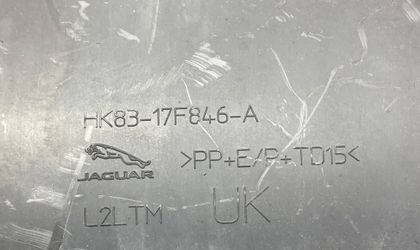 HK83-17F846-A
JAGUAR >PP+E/P+TD15<
L2LTM UK